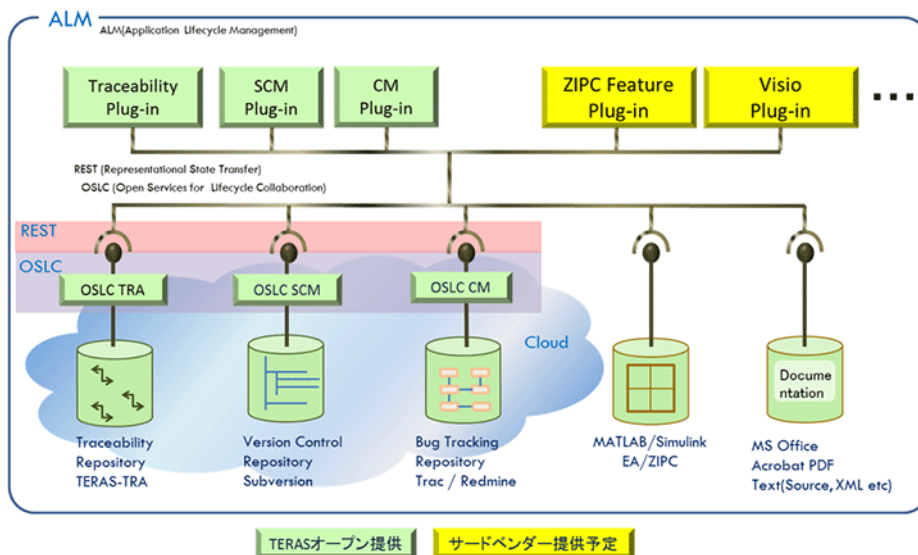 ALM
ALM(Application Lifecycle Management)
Traceability
Plug-in
SCM
Plug-in
CM
Plug-in
ZIPC Feature
Plug-in
Visio
Plug-in
REST (Representational State Transfer)
OSLC (Open Services for Lifecycle Collaboration)
REST
OSLC
OSLC TRA
OSLC SCM
OSLC CM
Cloud
Docume
ntation
Traceability
Repository
TERAS-TRA
Version Control
Repository
Subversion
Bug Tracking
Repository
Trac / Redmine
MATLAB/Simulink
EA/ZIPC
MS Office
Acrobat PDF
Text(Source, XML etc)
TERASオープン提供
サードベンダー提供予定